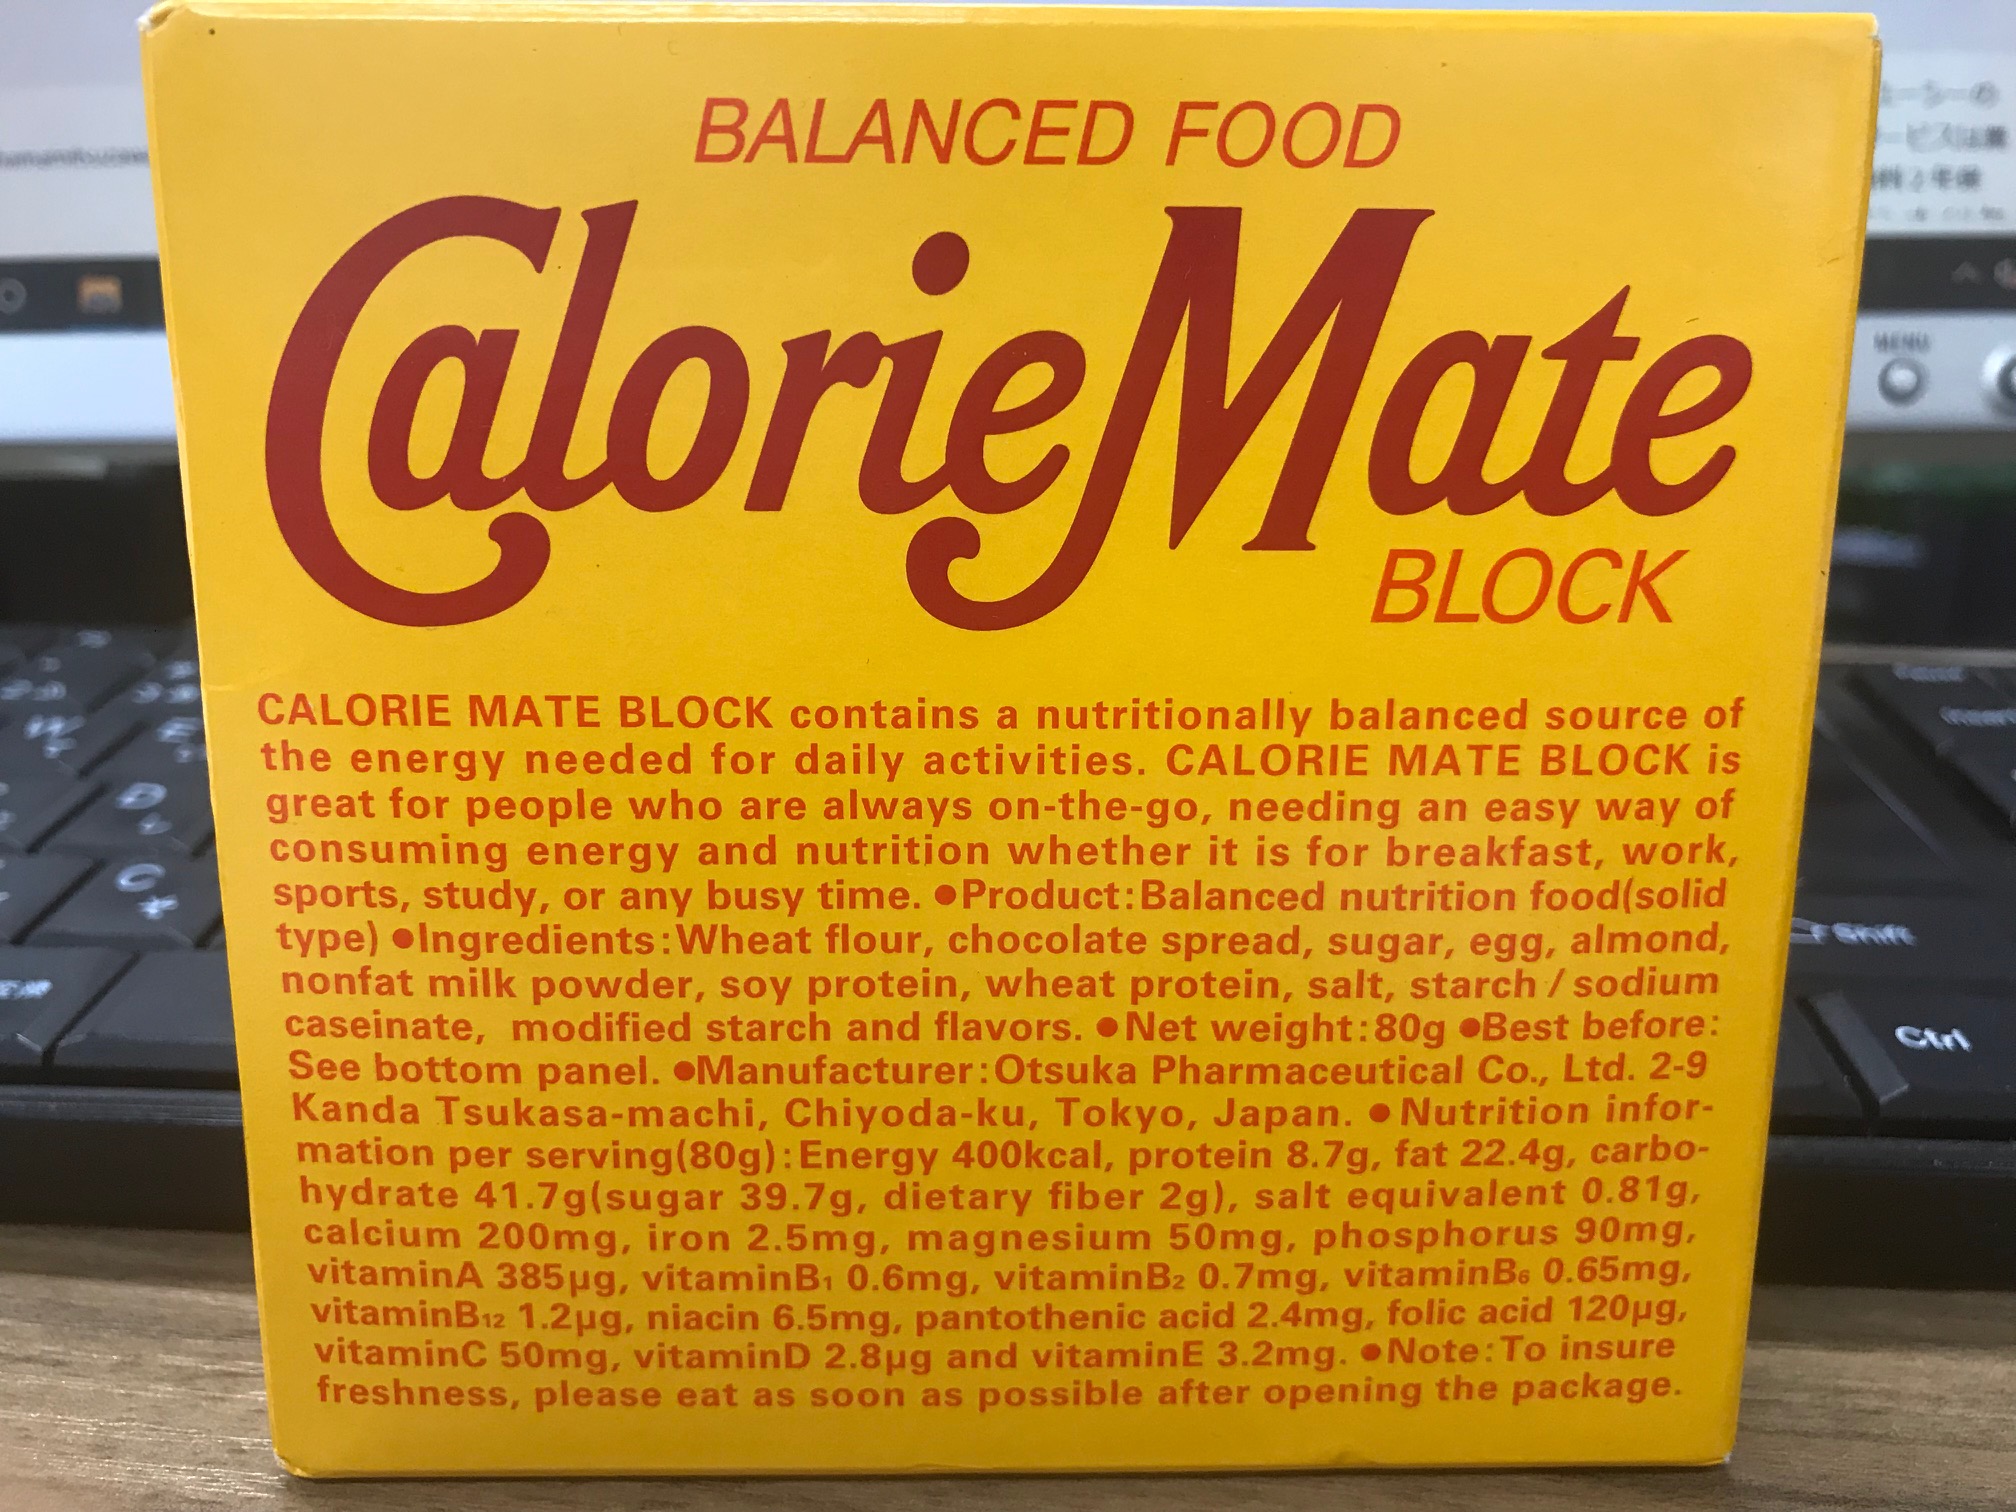 BALANCED FOOD
CalorieMate
BLOCK
CALORIE MATE BLOCK contains a nutritionally balanced source of
the energy needed for daily activities. CALORIE MATE BLOCK is
great for people who are always on-the-go, needing an easy way of
consuming energy and nutrition whether it is for breakfast, work,
sports, study, or any busy time. ●Product:Balanced nutrition food(solid
type) ●Ingredients:Wheat flour, chocolate spread, sugar, egg, almond,
nonfat milk powder, soy protein, wheat protein, salt, starch / sodium
caseinate, modified starch and flavors. ●Net weight:80g ●Best before:
See bottom panel. ●Manufacturer:Otsuka Pharmaceutical Co., Ltd. 2-9
Kanda Tsukasa-machi, Chiyoda-ku, Tokyo, Japan. ●Nutrition infor-
mation per serving(80g):Energy 400kcal, protein 8.7g, fat 22.4g, carbo-
hydrate 41.7g(sugar 39.7g, dietary fiber 2g), salt equivalent 0.81g,
calcium 200mg, iron 2.5mg, magnesium 50mg, phosphorus 90mg,
vitaminA 385μg, vitaminB₁ 0.6mg, vitaminB₂ 0.7mg, vitaminB₆ 0.65mg,
vitaminB₁₂ 1.2μg, niacin 6.5mg, pantothenic acid 2.4mg, folic acid 120μg,
vitaminC 50mg, vitaminD 2.8μg and vitaminE 3.2mg. ●Note:To insure
freshness, please eat as soon as possible after opening the package.
MENU
Shift
Ctrl